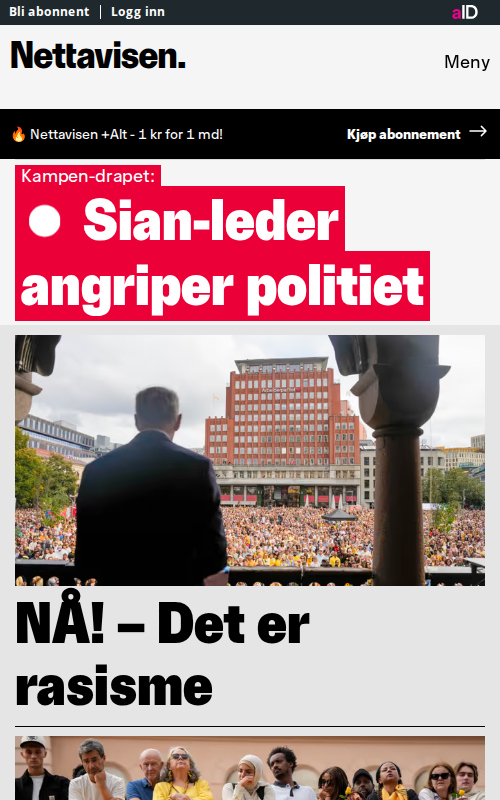 Bli abonnent | Logg inn
aID
Nettavisen.
Meny
🔥 Nettavisen +Alt - 1 kr for 1 md!
Kjøp abonnement →
Kampen-drapet:
Sian-leder
angriper politiet
NÅ! – Det er
rasisme